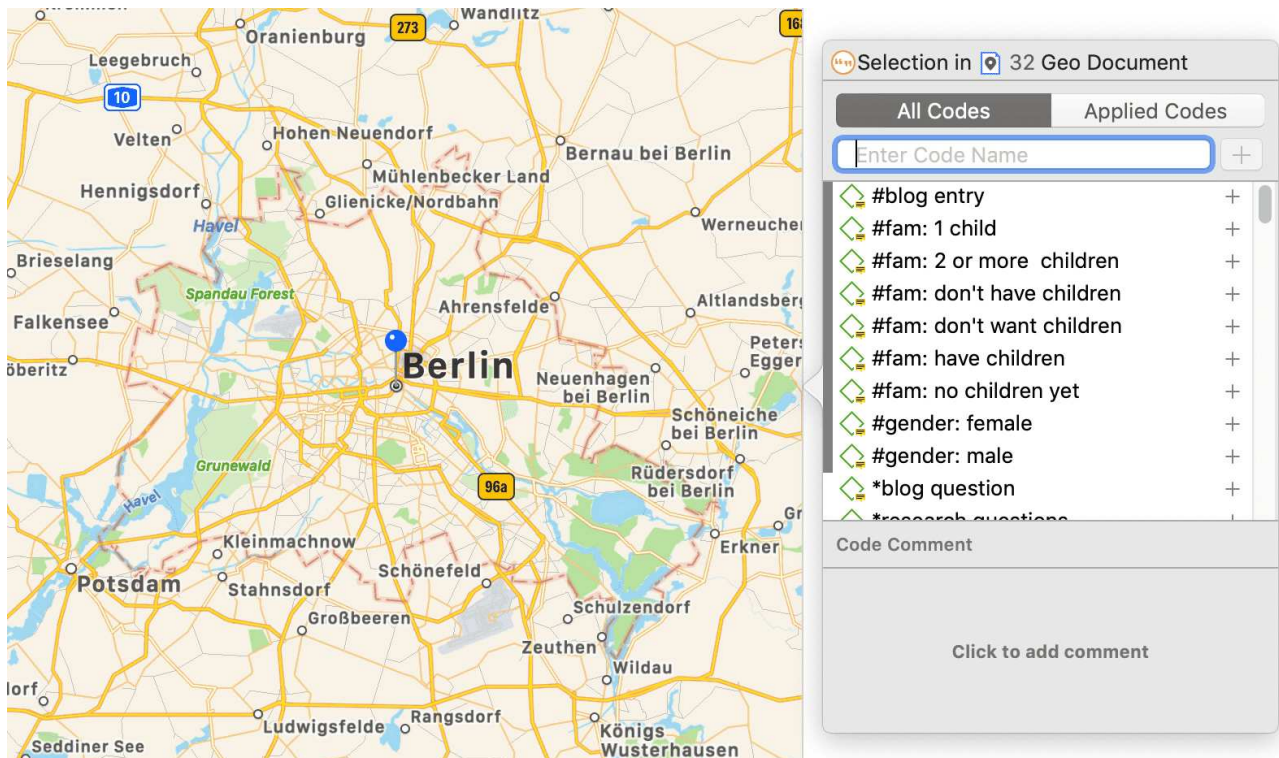 Wandlitz
273
Oranienburg
Leegebruch
10
Velten
Hohen Neuendorf
Bernau bei Berlin
Mühlenbecker Land
Hennigsdorf
Glienicke/Nordbahn
Havel
Brieselang
Spandau Forest
Ahrensfelde
Falkensee
Berlin
Neuenhagen
bei Berlin
Schöneiche
bei Berlin
Grunewald
Rüdersdorf
bei Berlin
96a
Havel
Kleinmachnow
Erkner
Schönefeld
Potsdam
Stahnsdorf
Schulzendorf
Großbeeren
Zeuthen
Wildau
Ludwigsfelde
Rangsdorf
Königs
Wusterhausen
Seddiner See
Selection in 32 Geo Document
All Codes
Applied Codes
Enter Code Name
#blog entry
#fam: 1 child
#fam: 2 or more  children
#fam: don't have children
#fam: don't want children
#fam: have children
#fam: no children yet
#gender: female
#gender: male
*blog question
Code Comment
Click to add comment